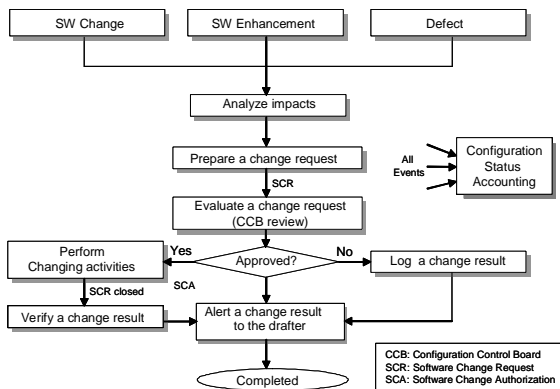 SW Change
SW Enhancement
Defect
Analyze impacts
Prepare a change request
All
Events
Configuration
Status
Accounting
SCR
Evaluate a change request
(CCB review)
Perform
Changing activities
Yes
Approved?
No
Log a change result
SCR closed
SCA
Verify a change result
Alert a change result
to the drafter
Completed
CCB: Configuration Control Board
SCR: Software Change Request
SCA: Software Change Authorization